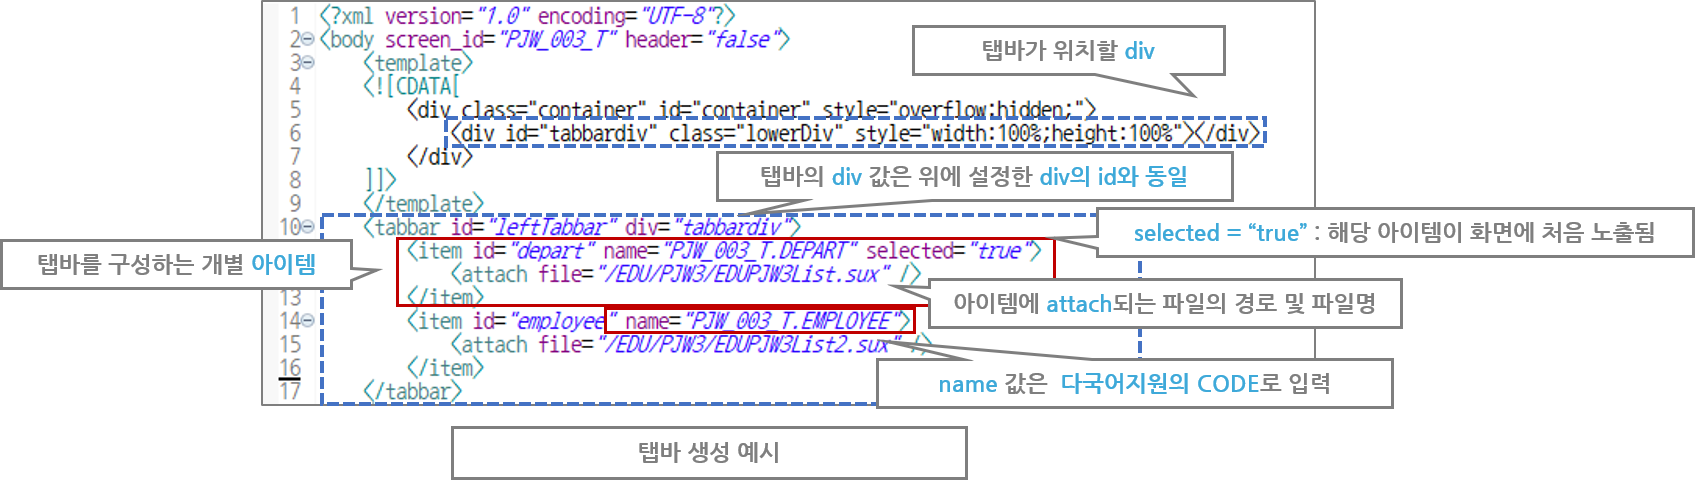 1 <?xml version="1.0" encoding="UTF-8"?>
2 <body screen_id="PJW_003_T" header="false">
3 <template>
4 <![CDATA[
탭바가 위치할 div
5 <div class="container" id="container" style="overflow:hidden;">
6 <div id="tabbardiv" class="lowerDiv" style="width:100%;height:100%"></div>
7 </div>
8 ]]>
탭바의 div 값은 위에 설정한 div의 id와 동일
9 </template>
10 <tabbar id="leftTabbar" div="tabbardiv">
selected = “true” : 해당 아이템이 화면에 처음 노출됨
<item id="depart" name="PJW_003_T.DEPART" selected="true">
탭바를 구성하는 개별 아이템
<attach file="/EDU/PJW3/EDUPJW3List.sux" />
13 </item>
아이템에 attach되는 파일의 경로 및 파일명
14 <item id="employee" name="PJW_003_T.EMPLOYEE">
15 <attach file="/EDU/PJW3/EDUPJW3List2.sux" />
16 </item>
name 값은 다국어지원의 CODE로 입력
17 </tabbar>
탭바 생성 예시